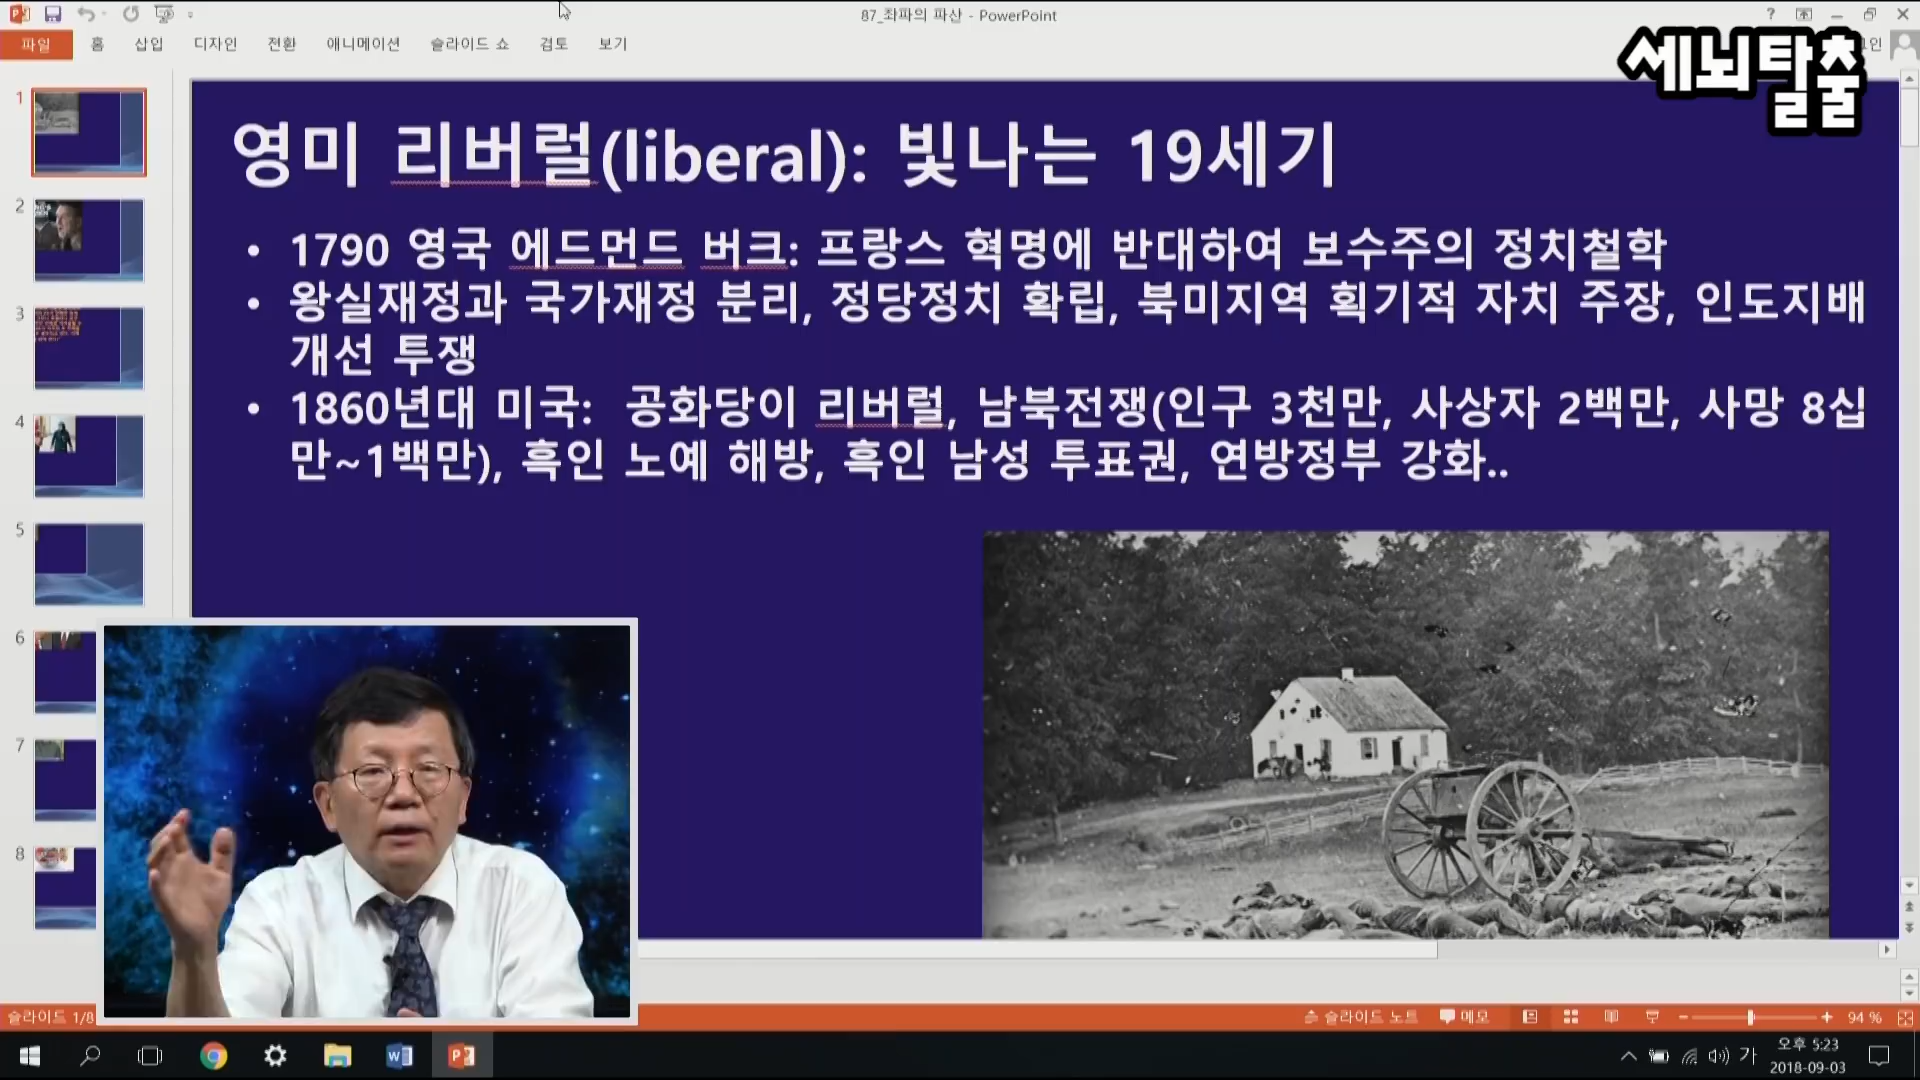 87_좌파의 파산 - PowerPoint
파일 홈 삽입 디자인 전환 애니메이션 슬라이드 쇼 검토 보기
세뇌탈출
영미 리버럴(liberal): 빛나는 19세기
• 1790 영국 에드먼드 버크: 프랑스 혁명에 반대하여 보수주의 정치철학
• 왕실재정과 국가재정 분리, 정당정치 확립, 북미지역 획기적 자치 주장, 인도지배
개선 투쟁
• 1860년대 미국: 공화당이 리버럴, 남북전쟁(인구 3천만, 사상자 2백만, 사망 8십
만~1백만), 흑인 노예 해방, 흑인 남성 투표권, 연방정부 강화..
1
2
3
4
5
6
7
8
슬라이드 1/8
슬라이드 노트 메모 94 %
가 오후 5:23
2018-09-03